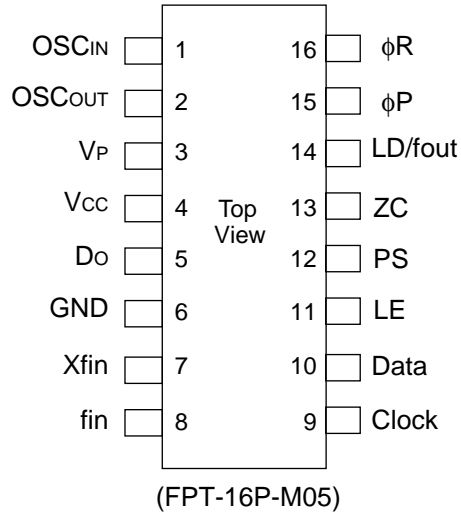 OSCIN 1 16 ϕR
OSCOUT 2 15 ϕP
VP 3 14 LD/fout
VCC 4 Top View 13 ZC
DO 5 12 PS
GND 6 11 LE
Xfin 7 10 Data
fin 8 9 Clock
(FPT-16P-M05)